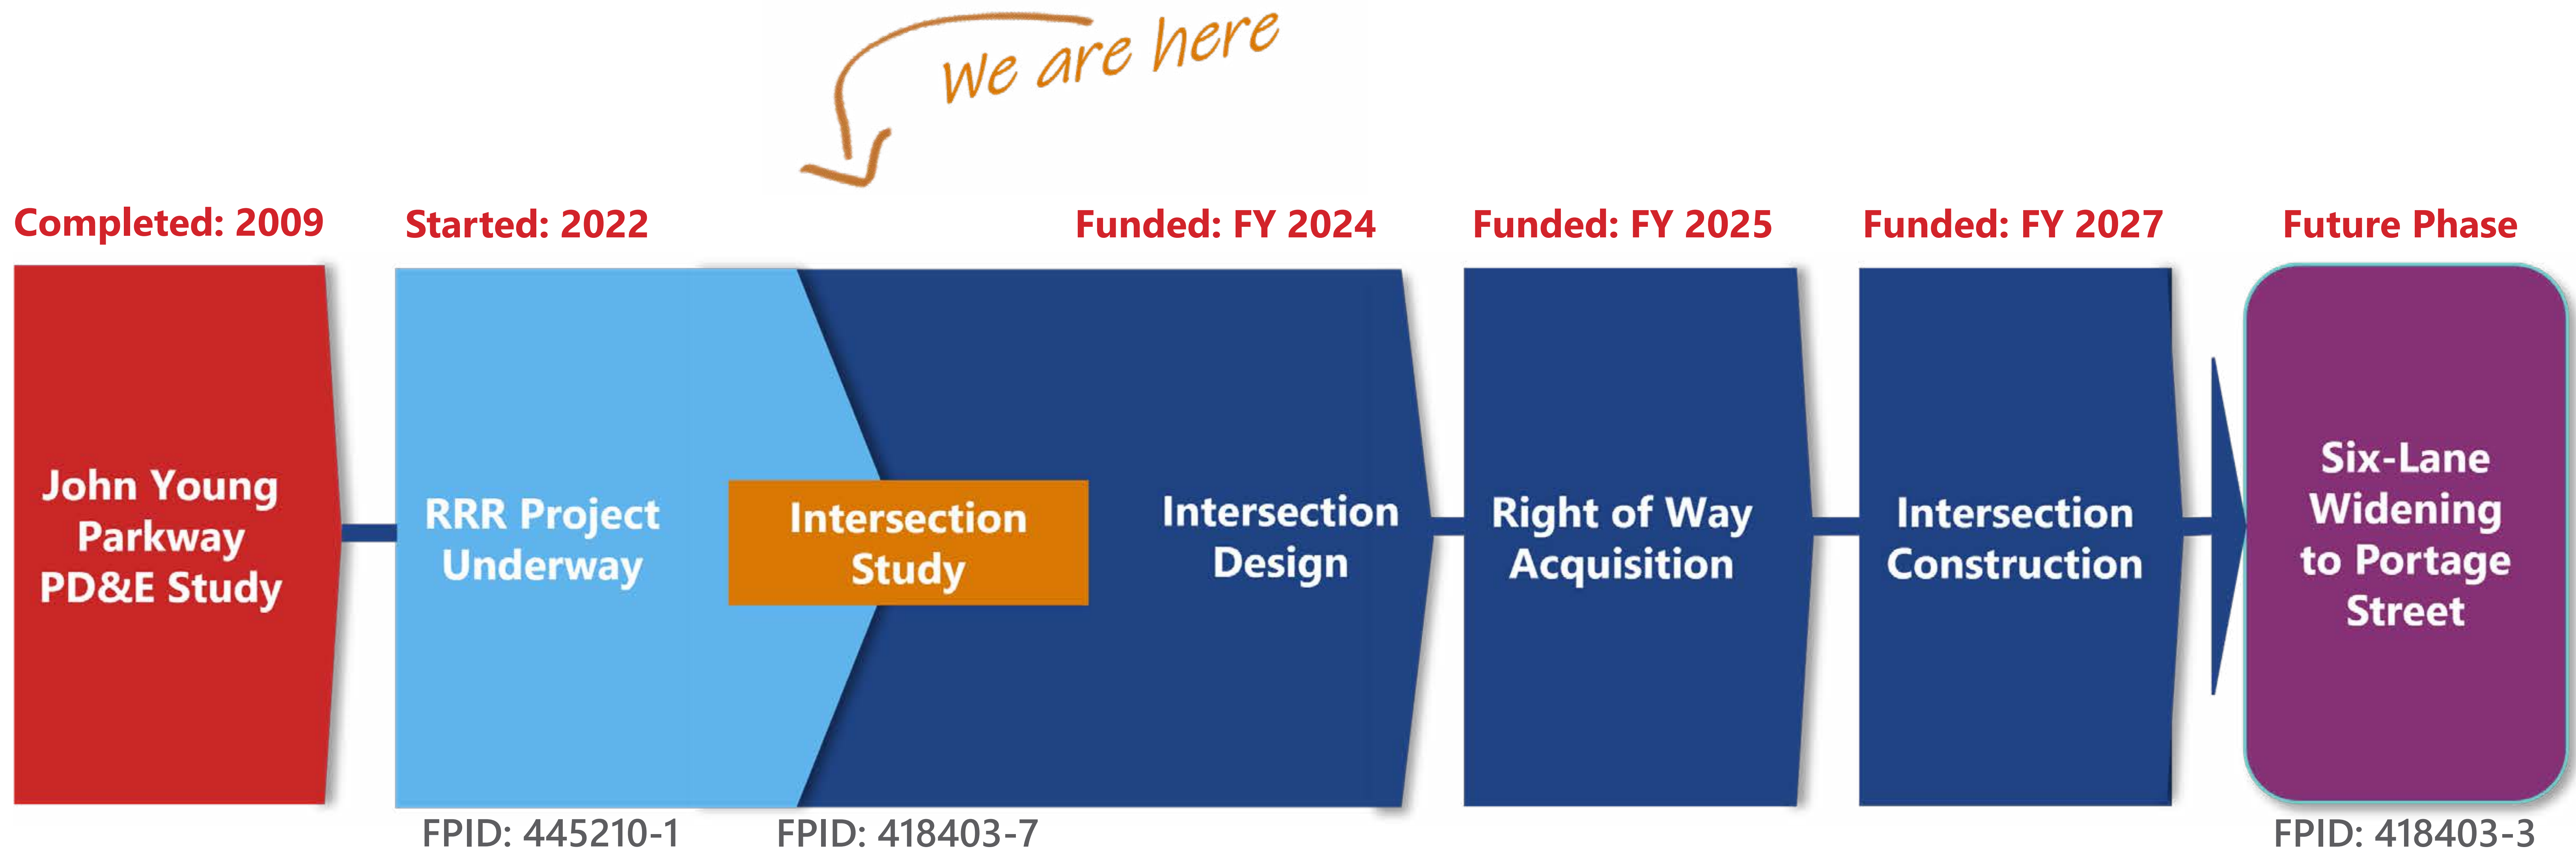 We are here
Completed: 2009
Started: 2022
Funded: FY 2024
Funded: FY 2025
Funded: FY 2027
Future Phase
John Young
Parkway
PD&E Study
RRR Project
Underway
Intersection
Study
Intersection
Design
Right of Way
Acquisition
Intersection
Construction
Six-Lane
Widening
to Portage
Street
FPID: 445210-1
FPID: 418403-7
FPID: 418403-3